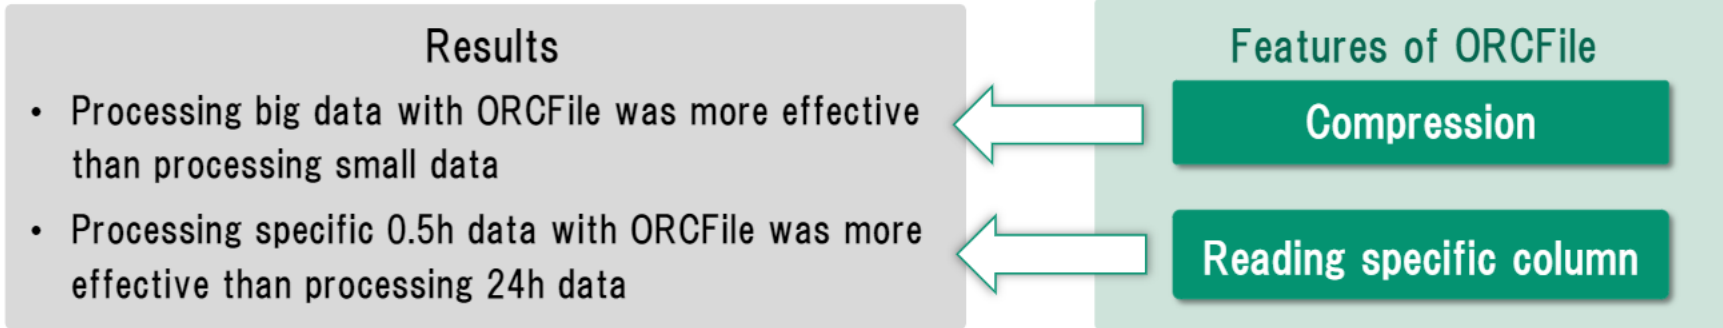 Results
• Processing big data with ORCFile was more effective
than processing small data
• Processing specific 0.5h data with ORCFile was more
effective than processing 24h data
Features of ORCFile
Compression
Reading specific column